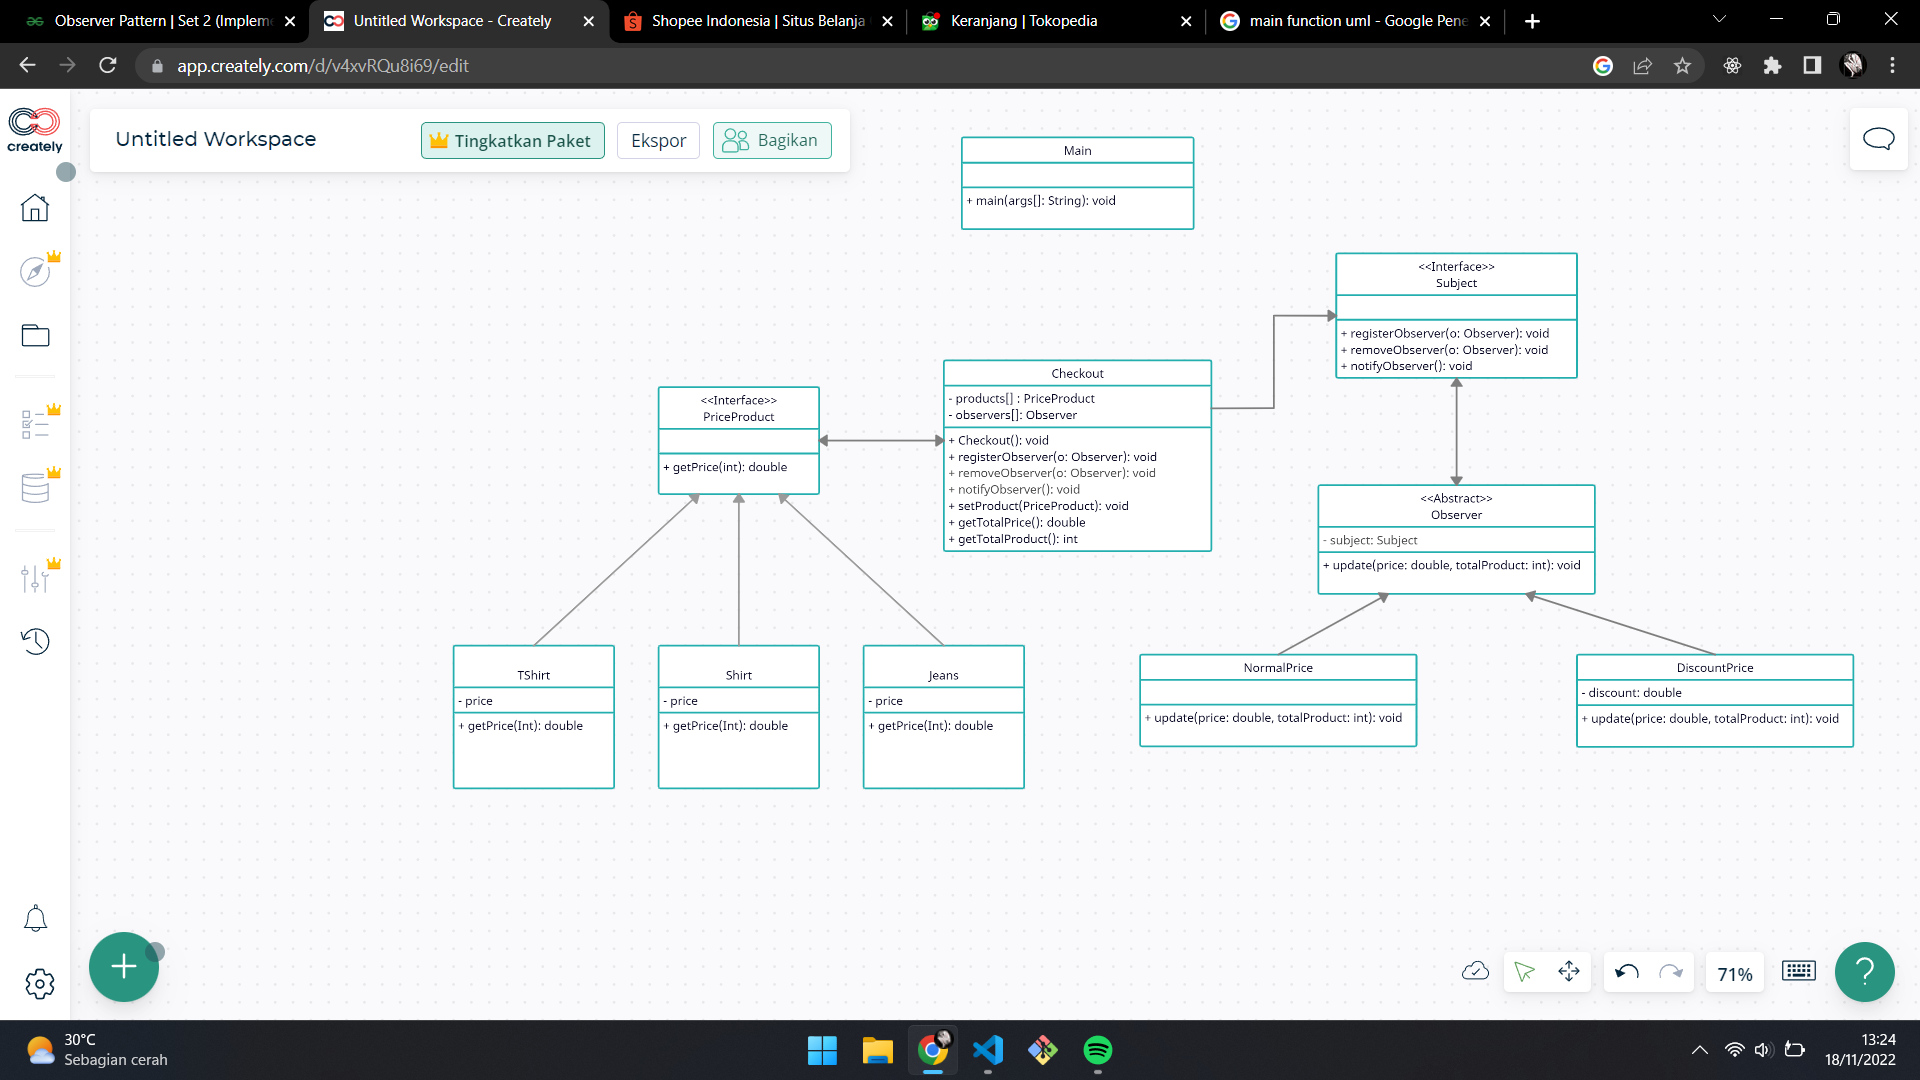 Observer Pattern | Set 2 (Impleme
Untitled Workspace - Creately
Shopee Indonesia | Situs Belanja
Keranjang | Tokopedia
main function uml - Google Pene
app.creately.com/d/v4xvRQu8i69/edit
creately
Untitled Workspace
Tingkatkan Paket
Ekspor
Bagikan
Main
+ main(args[]: String): void
<<Interface>>
Subject
+ registerObserver(o: Observer): void
+ removeObserver(o: Observer): void
+ notifyObserver(): void
Checkout
- products[] : PriceProduct
- observers[]: Observer
+ Checkout(): void
+ registerObserver(o: Observer): void
+ removeObserver(o: Observer): void
+ notifyObserver(): void
+ setProduct(PriceProduct): void
+ getTotalPrice(): double
+ getTotalProduct(): int
<<Interface>>
PriceProduct
+ getPrice(int): double
<<Abstract>>
Observer
- subject: Subject
+ update(price: double, totalProduct: int): void
TShirt
- price
+ getPrice(Int): double
Shirt
- price
+ getPrice(Int): double
Jeans
- price
+ getPrice(Int): double
NormalPrice
+ update(price: double, totalProduct: int): void
DiscountPrice
- discount: double
+ update(price: double, totalProduct: int): void
71%
?
30°C
Sebagian cerah
13:24
18/11/2022